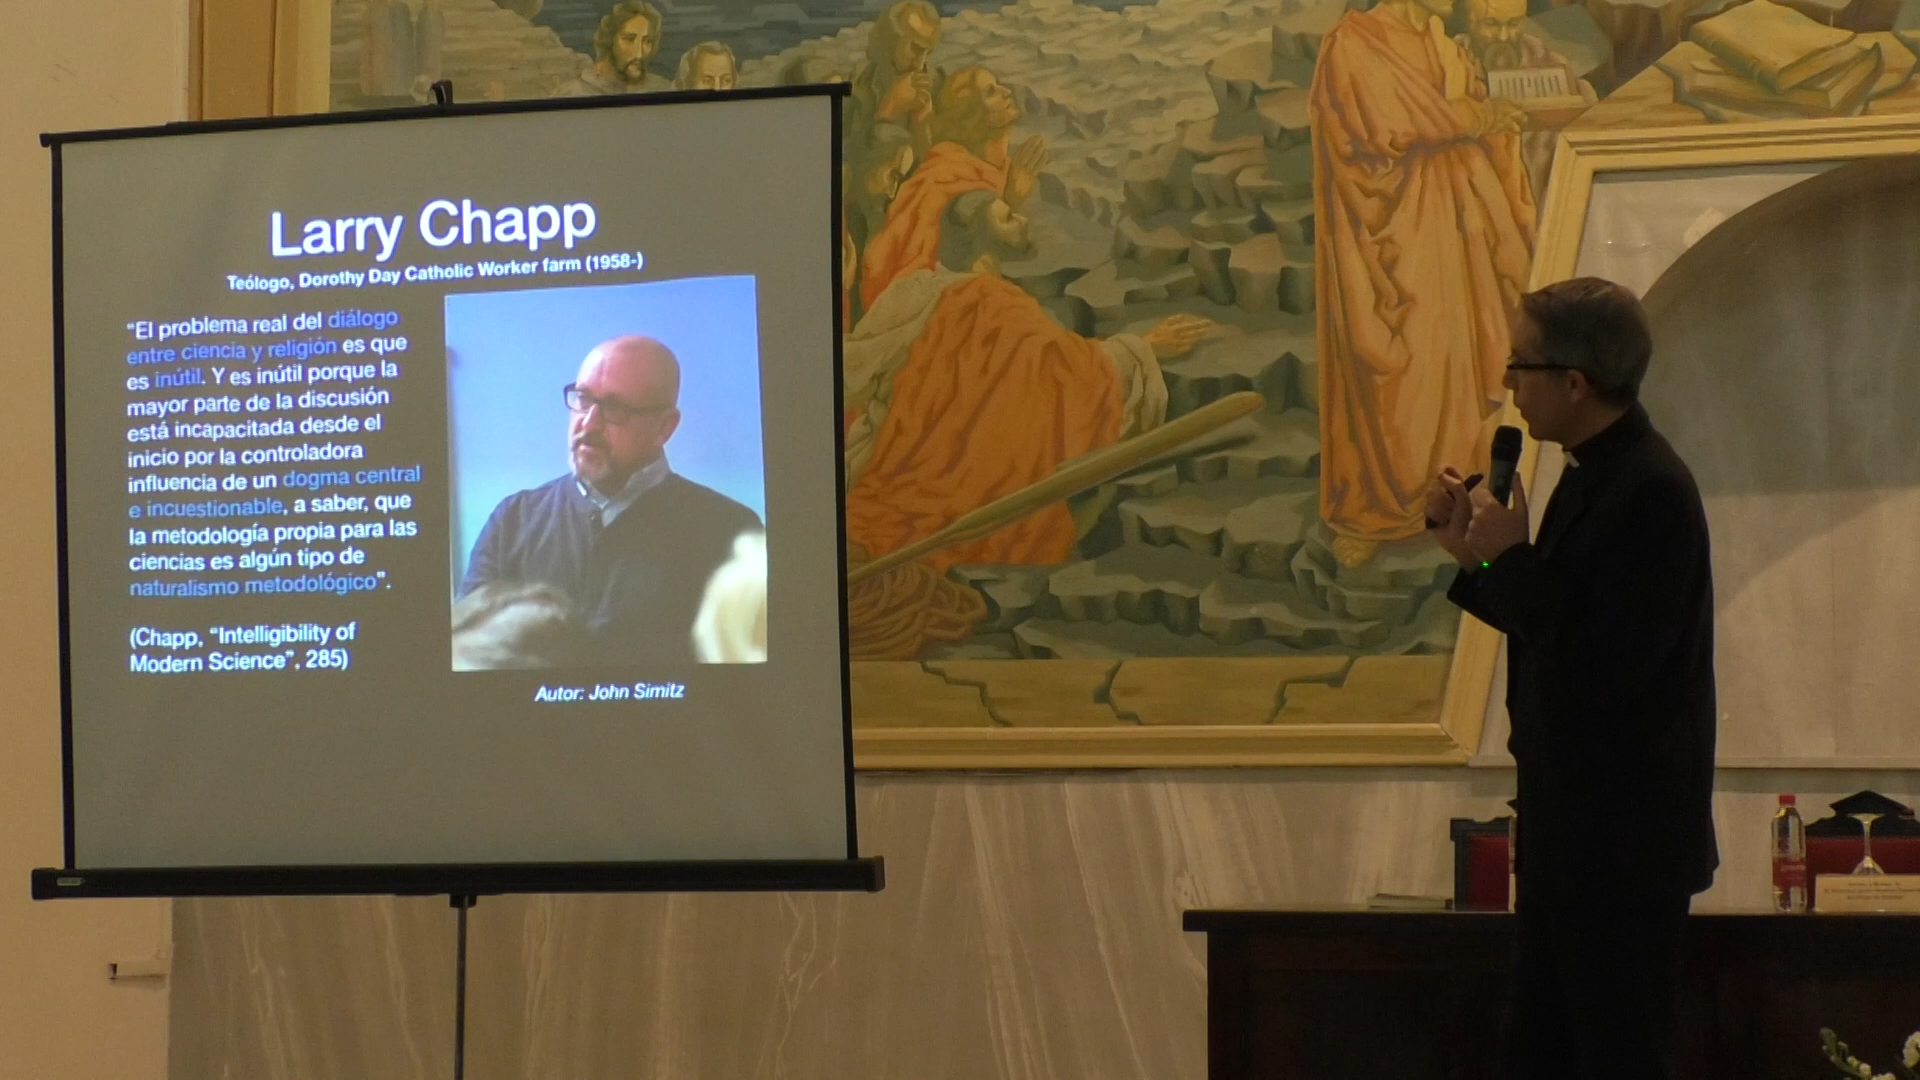 Larry Chapp
Teólogo, Dorothy Day Catholic Worker farm (1958-)
“El problema real del diálogo
entre ciencia y religión es que
es inútil. Y es inútil porque la
mayor parte de la discusión
está incapacitada desde el
inicio por la controladora
influencia de un dogma central
e incuestionable, a saber, que
la metodología propia para las
ciencias es algún tipo de
naturalismo metodológico”.
(Chapp, “Intelligibility of
Modern Science”, 285)
Autor: John Simitz